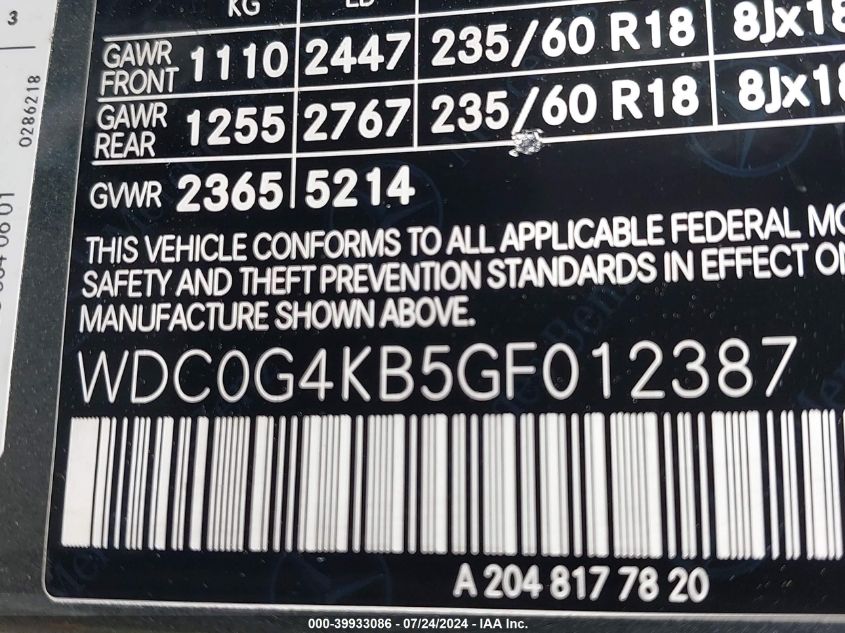 KG LB
GAWR FRONT 1110 2447 235/60 R18 8Jx18
GAWR REAR 1255 2767 235/60 R18 8Jx18
GVWR 2365 5214
THIS VEHICLE CONFORMS TO ALL APPLICABLE FEDERAL MO
SAFETY AND THEFT PREVENTION STANDARDS IN EFFECT ON
MANUFACTURE SHOWN ABOVE.
WDC0G4KB5GF012387
A 204 817 78 20
3
0286218
000-39933086 - 07/24/2024 - IAA Inc.